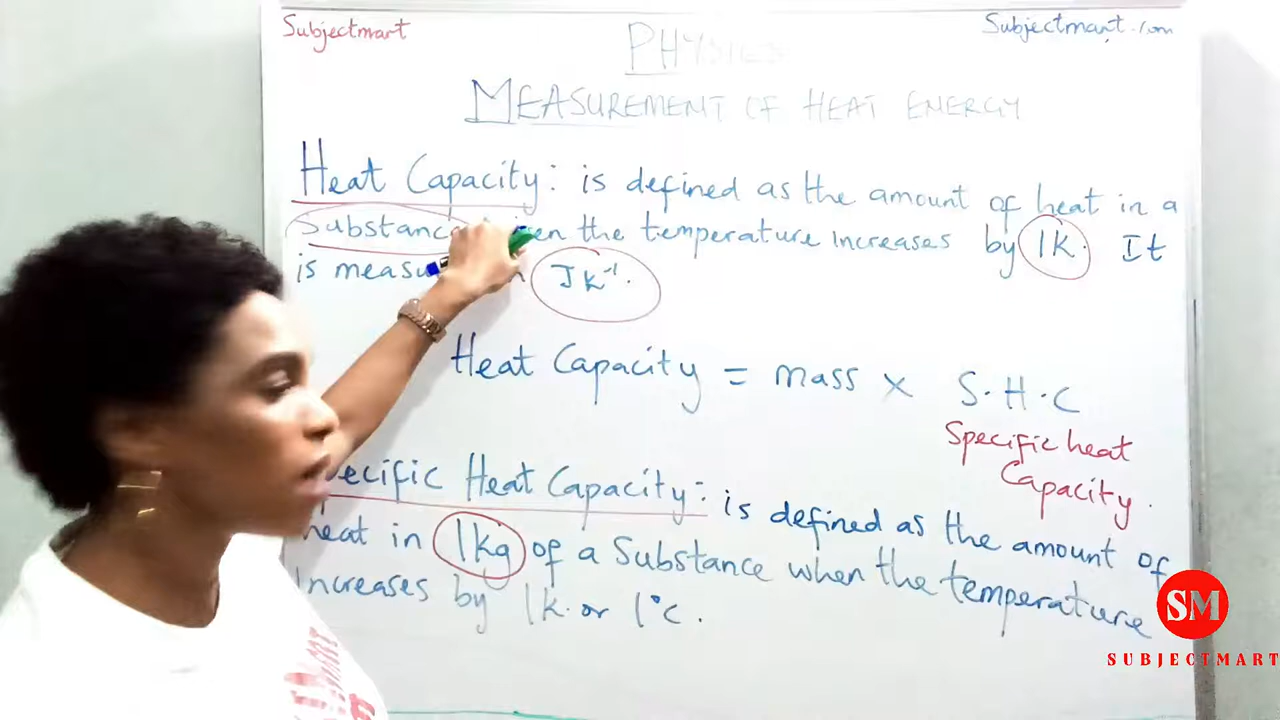 Subjectmart
Subjectmart.com
PHYSICS
MEASUREMENT OF HEAT ENERGY
Heat Capacity: is defined as the amount of heat in a
Substance the temperature increases by 1k. It
is in Jk⁻¹.
Heat Capacity = mass × S.H.C
Specific heat
Capacity.
Heat Capacity: is defined as the amount of
heat in 1kg of a Substance when the temperature
increases by 1k. or 1°c.
SM
SUBJECTMART